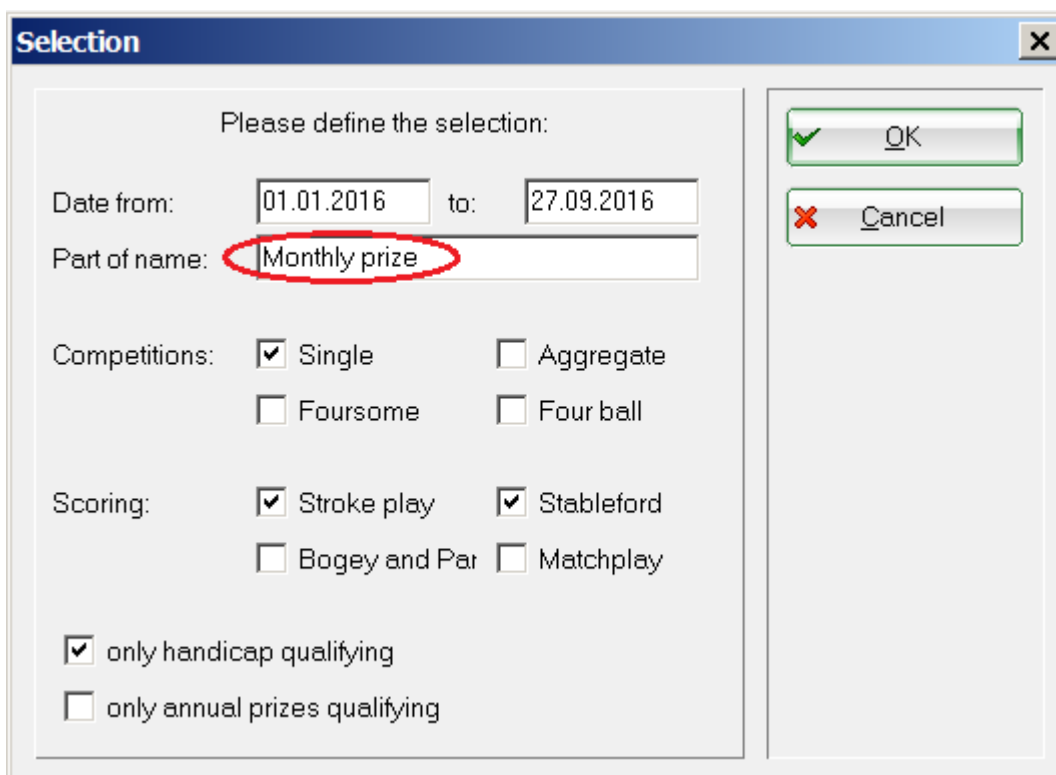 Selection
Please define the selection:
OK
Cancel
Date from: 01.01.2016 to: 27.09.2016
Part of name: Monthly prize
Competitions: Single Aggregate
Foursome Four ball
Scoring: Stroke play Stableford
Bogey and Par Matchplay
only handicap qualifying
only annual prizes qualifying